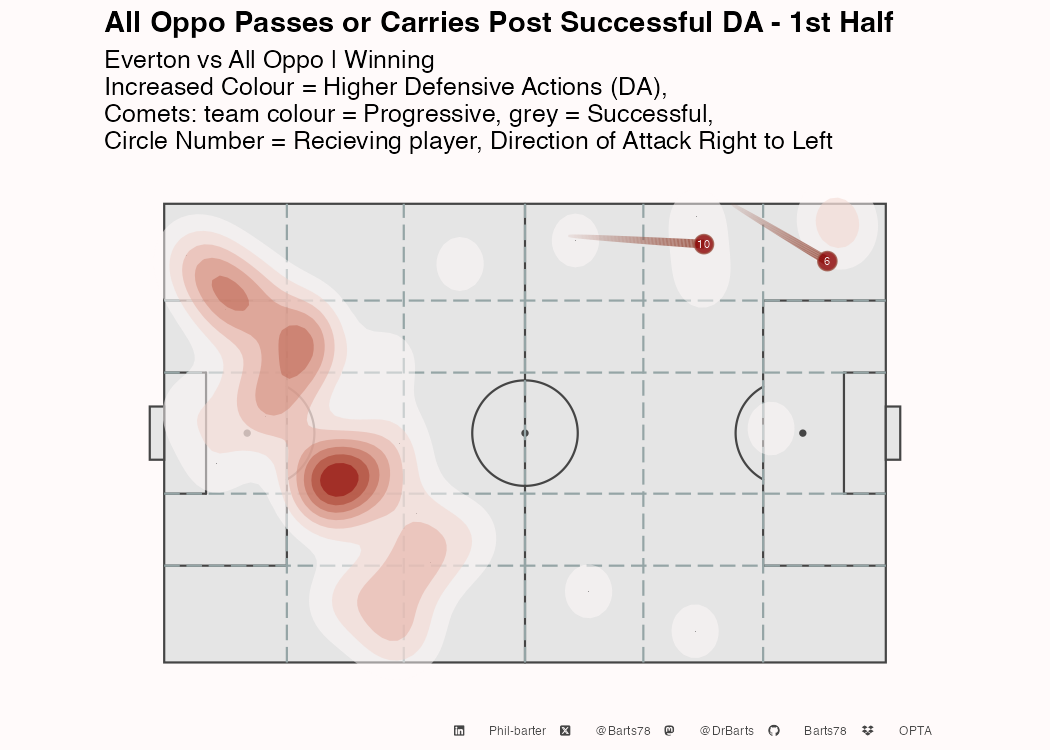 All Oppo Passes or Carries Post Successful DA - 1st Half
Everton vs All Oppo | Winning
Increased Colour = Higher Defensive Actions (DA),
Comets: team colour = Progressive, grey = Successful,
Circle Number = Recieving player, Direction of Attack Right to Left
10
6
Phil-barter @Barts78 @DrBarts Barts78 OPTA